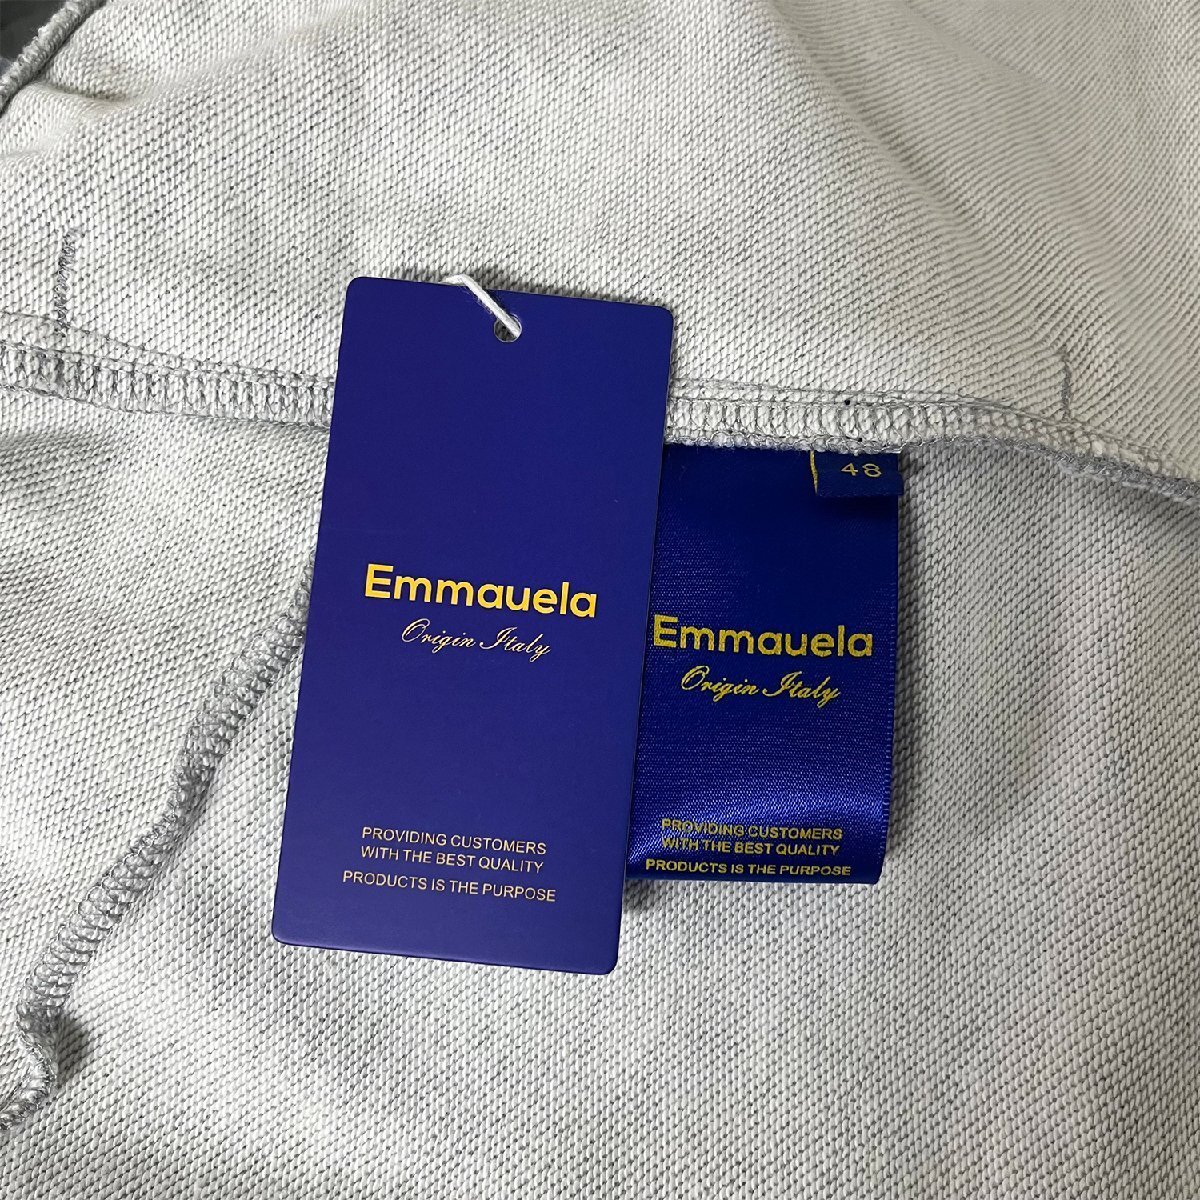 Emmauela
Origin Italy
PROVIDING CUSTOMERS
WITH THE BEST QUALITY
PRODUCTS IS THE PURPOSE
48
Emmauela
Origin Italy
PROVIDING CUSTOMERS
WITH THE BEST QUALITY
PRODUCTS IS THE PURPOSE